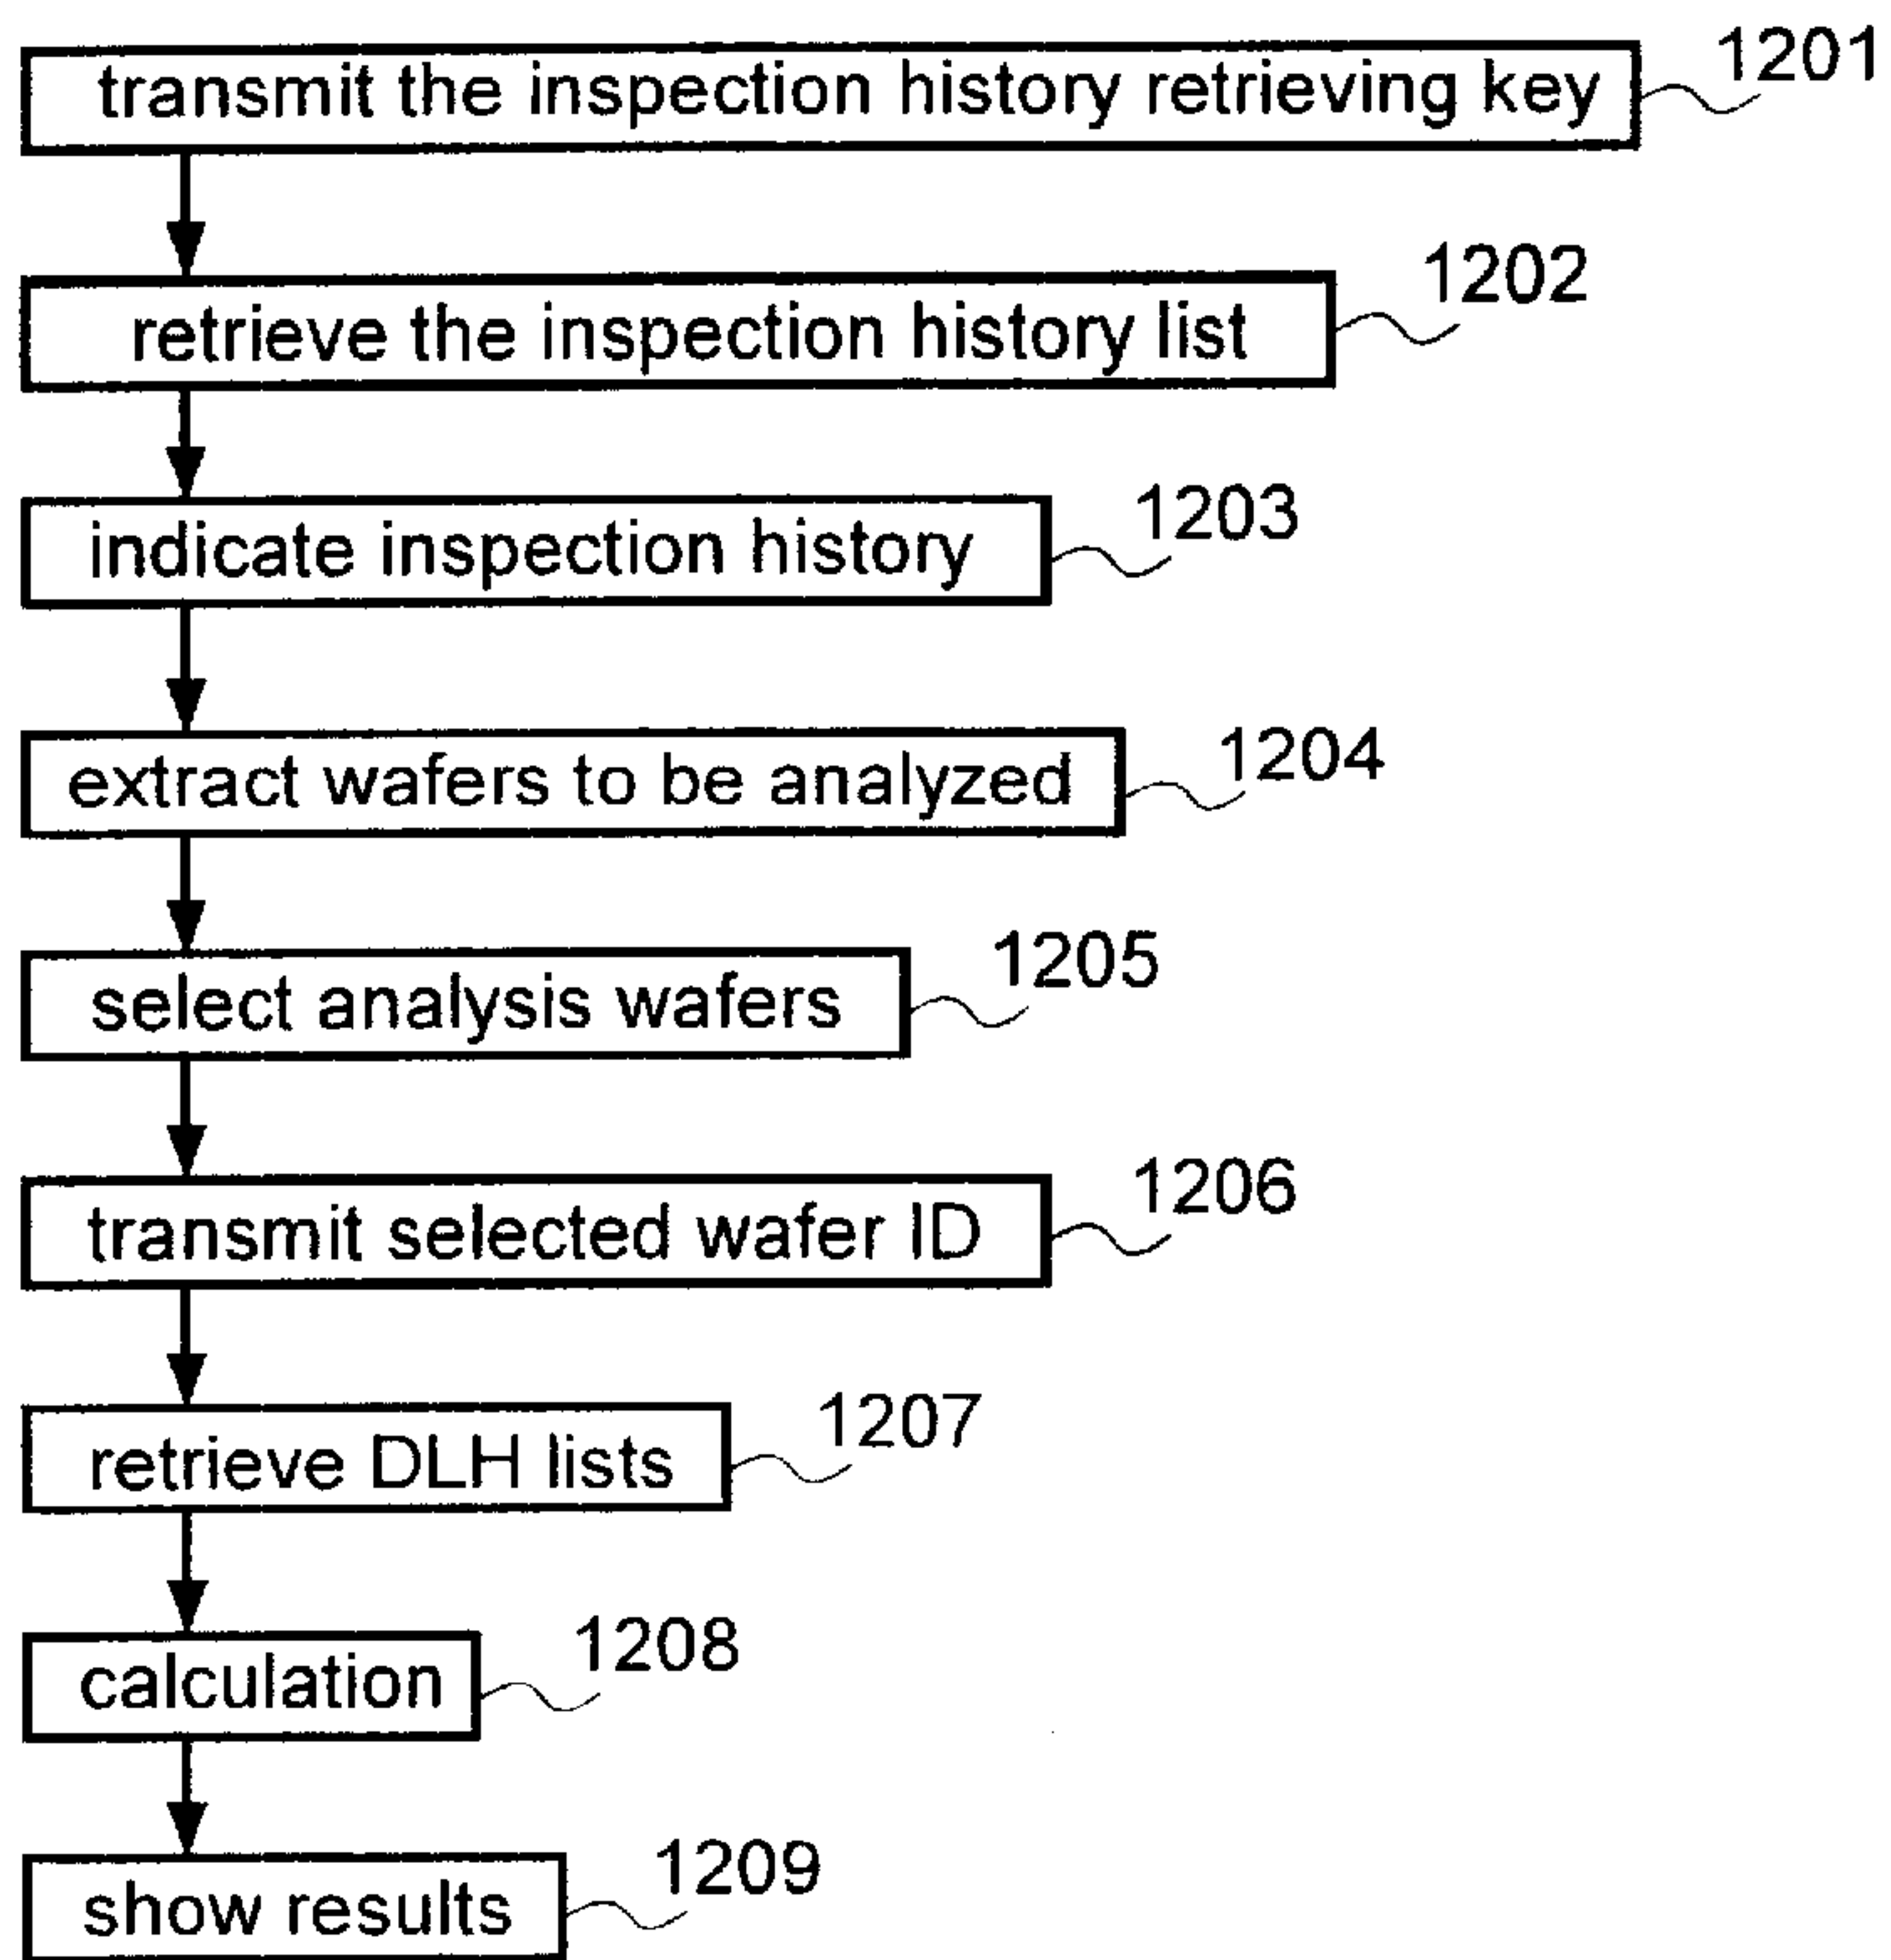 1201
transmit the inspection history retrieving key
1202
retrieve the inspection history list
1203
indicate inspection history
1204
extract wafers to be analyzed
1205
select analysis wafers
1206
transmit selected wafer ID
1207
retrieve DLH lists
1208
calculation
1209
show results